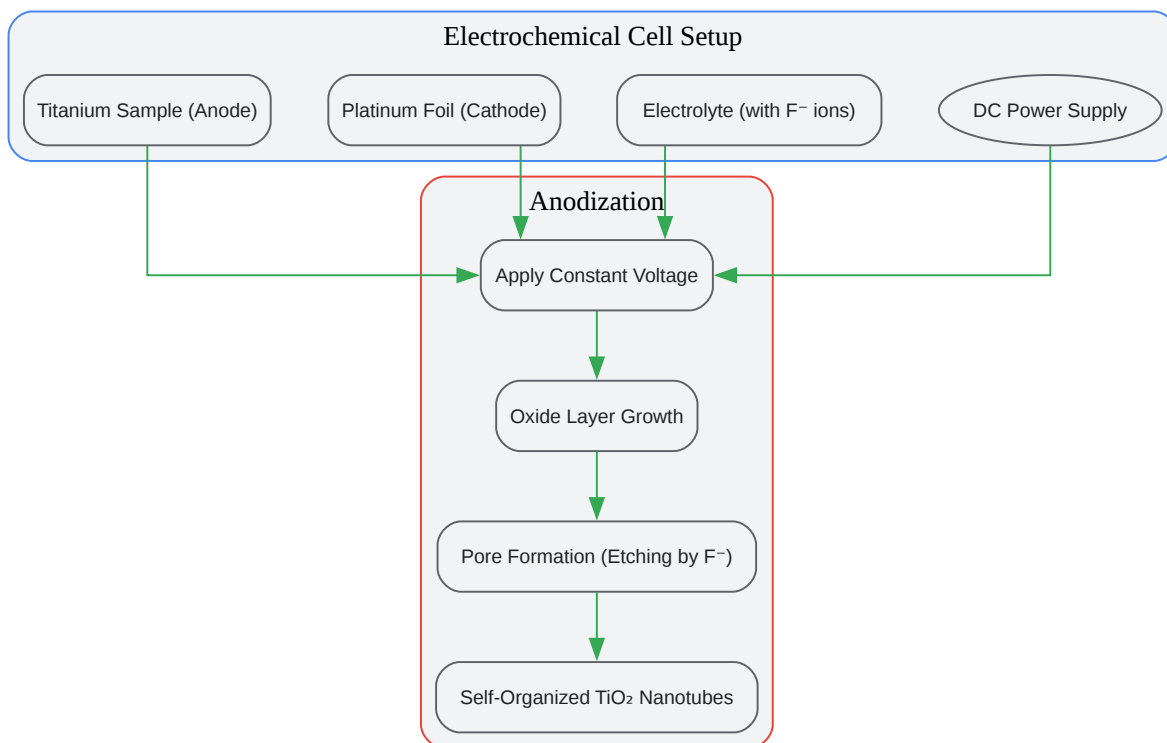 Electrochemical Cell Setup
Titanium Sample (Anode)
Platinum Foil (Cathode)
Electrolyte (with F⁻ ions)
DC Power Supply
Anodization
Apply Constant Voltage
Oxide Layer Growth
Pore Formation (Etching by F⁻)
Self-Organized TiO₂ Nanotubes